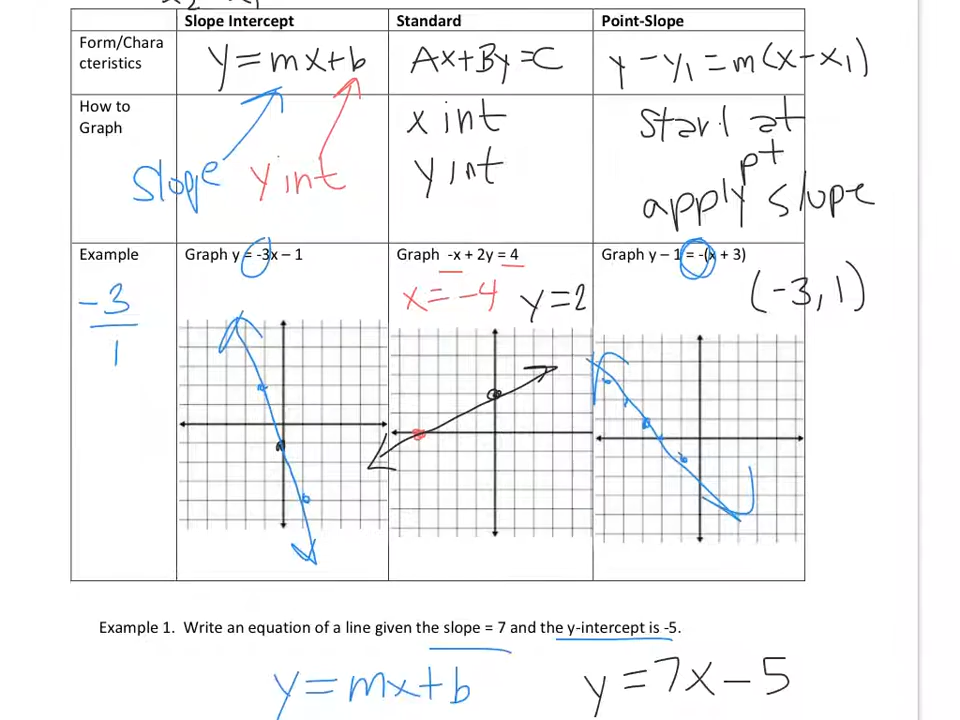 Slope Intercept Standard Point-Slope
Form/Chara
cteristics
y = mx+b Ax+By=C y - y1 = m(x-x1)
How to
Graph
slope y int
x int
y int
start at
pt
apply slope
Example
Graph y = -3x – 1 Graph -x + 2y = 4 Graph y – 1 = -(x + 3)
-3
1
x = -4 y = 2 (-3, 1)
Example 1. Write an equation of a line given the slope = 7 and the y-intercept is -5.
y = mx+b y = 7x - 5